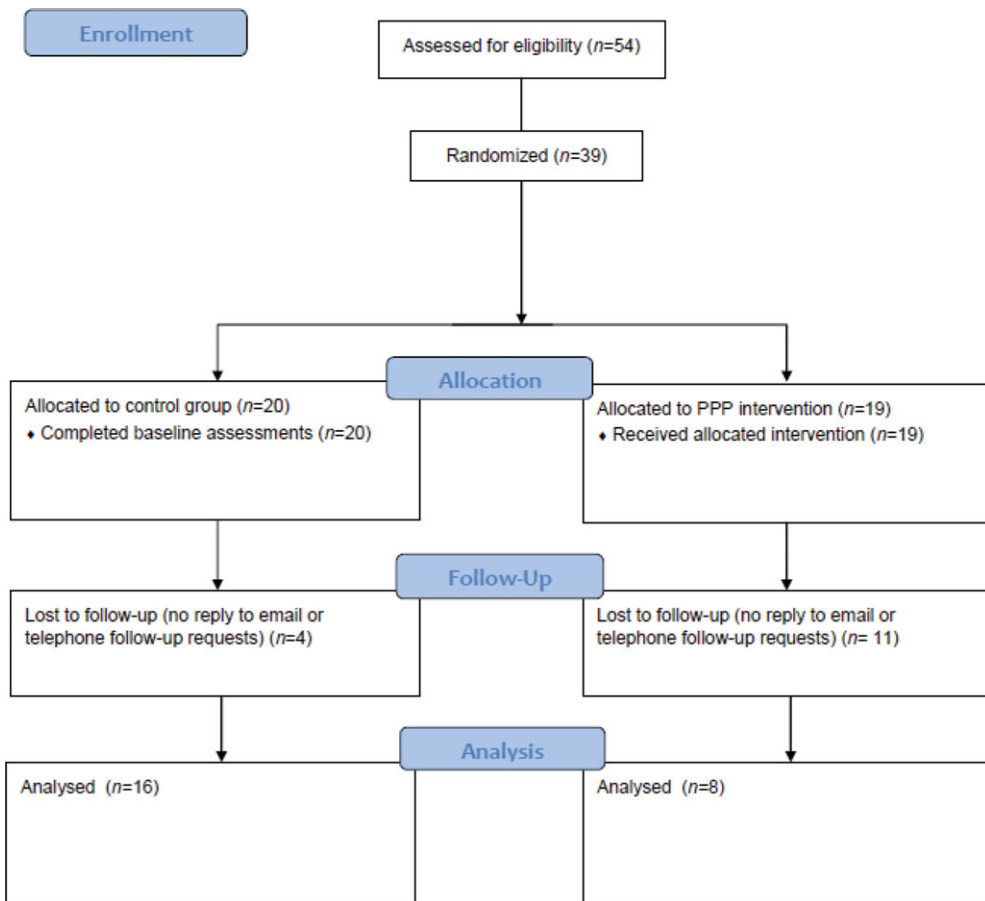 Enrollment
Assessed for eligibility (n=54)
Randomized (n=39)
Allocation
Allocated to control group (n=20)
♦ Completed baseline assessments (n=20)
Allocated to PPP intervention (n=19)
♦ Received allocated intervention (n=19)
Follow-Up
Lost to follow-up (no reply to email or
telephone follow-up requests) (n=4)
Lost to follow-up (no reply to email or
telephone follow-up requests) (n= 11)
Analysis
Analysed (n=16)
Analysed (n=8)